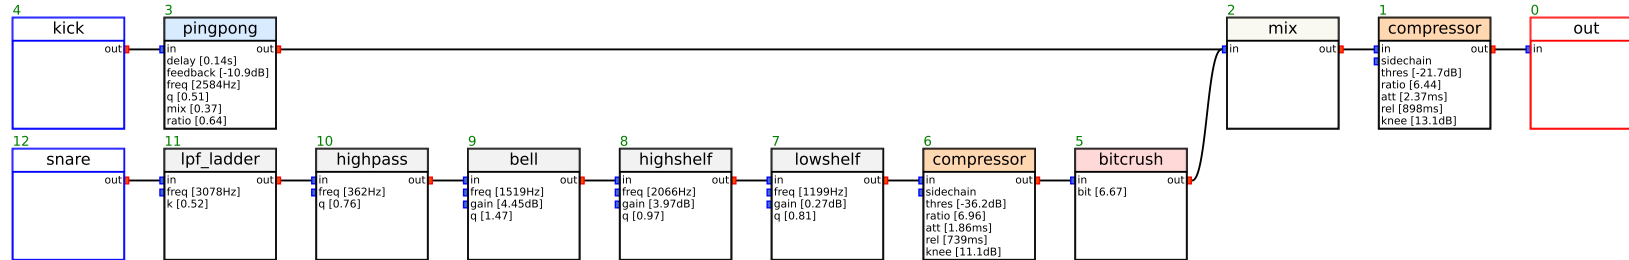 4
kick
out
3
pingpong
in out
delay [0.14s]
feedback [-10.9dB]
freq [2584Hz]
q [0.51]
mix [0.37]
ratio [0.64]
2
mix
in out
1
compressor
in out
sidechain
thres [-21.7dB]
ratio [6.44]
att [2.37ms]
rel [898ms]
knee [13.1dB]
0
out
in
12
snare
out
11
lpf_ladder
in out
freq [3078Hz]
k [0.52]
10
highpass
in out
freq [362Hz]
q [0.76]
9
bell
in out
freq [1519Hz]
gain [4.45dB]
q [1.47]
8
highshelf
in out
freq [2066Hz]
gain [3.97dB]
q [0.97]
7
lowshelf
in out
freq [1199Hz]
gain [0.27dB]
q [0.81]
6
compressor
in out
sidechain
thres [-36.2dB]
ratio [6.96]
att [1.86ms]
rel [739ms]
knee [11.1dB]
5
bitcrush
in out
bit [6.67]